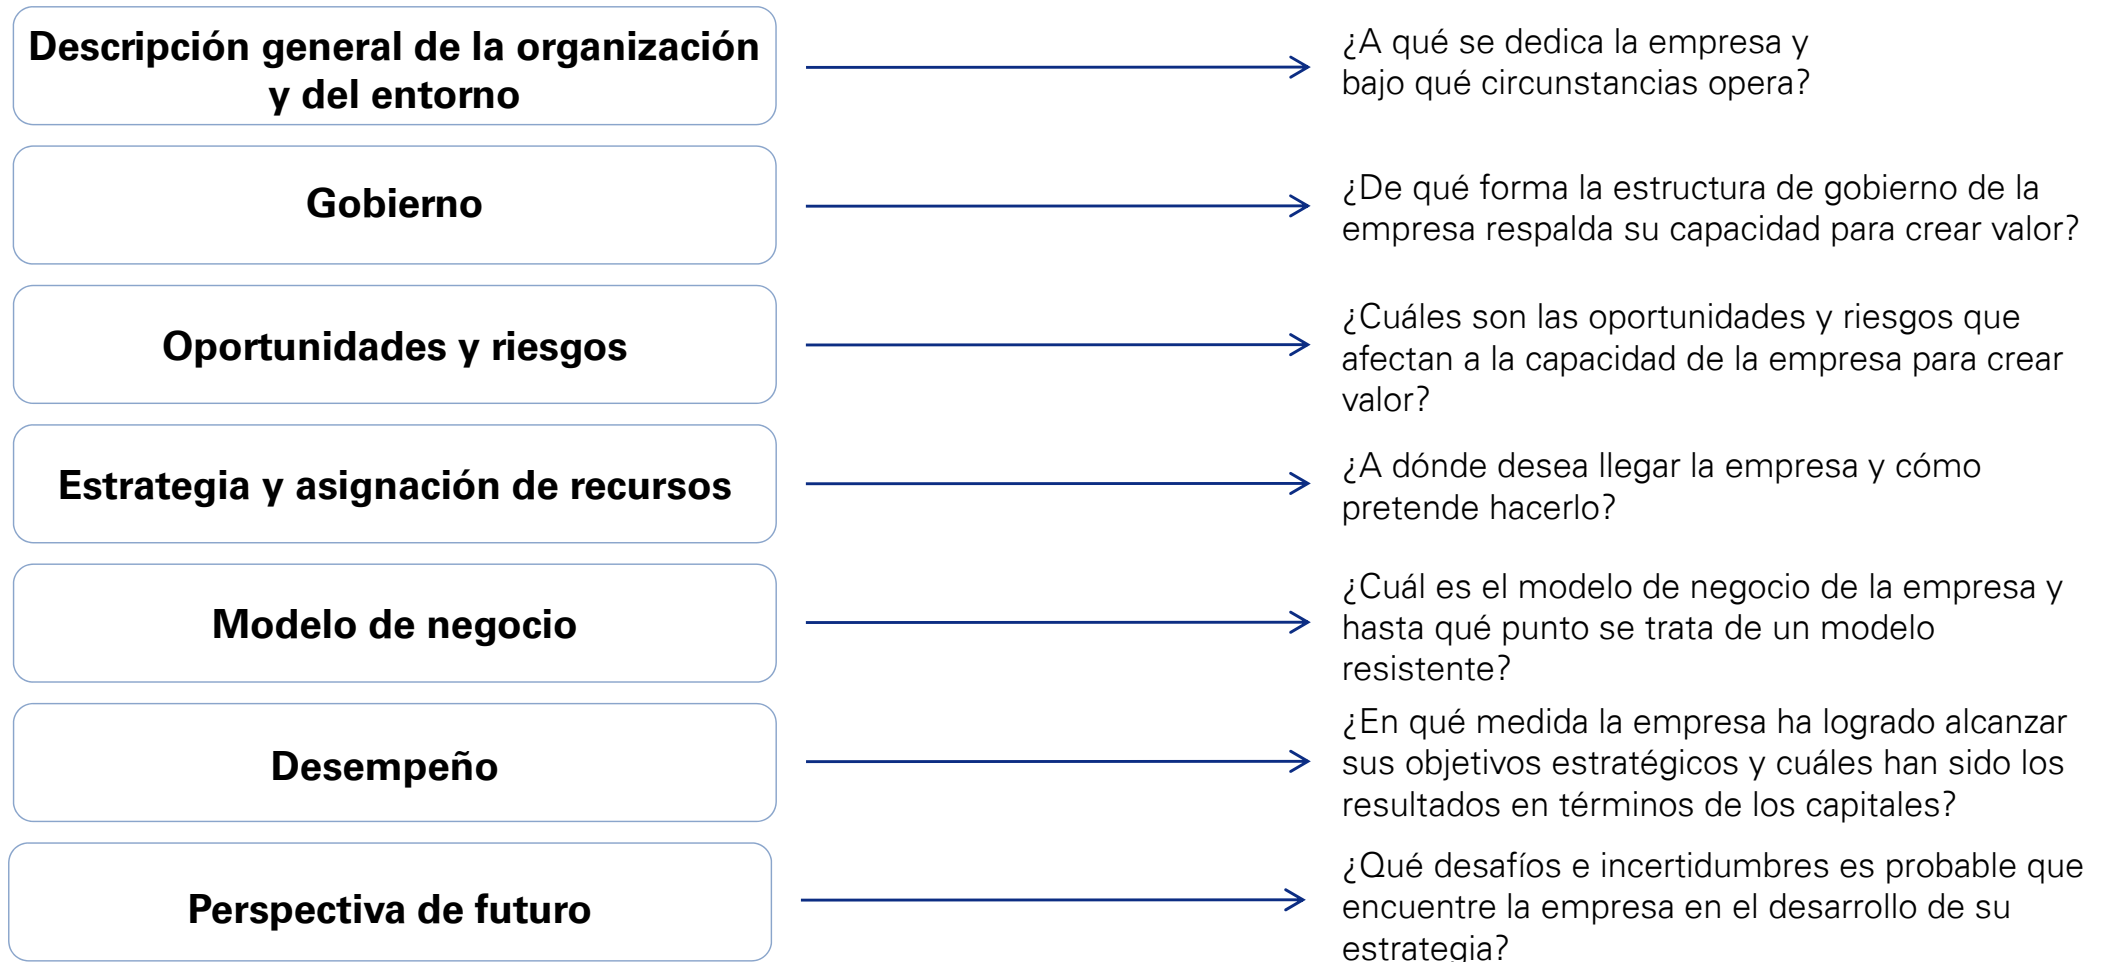 Descripción general de la organización
y del entorno
¿A qué se dedica la empresa y
bajo qué circunstancias opera?
Gobierno
¿De qué forma la estructura de gobierno de la
empresa respalda su capacidad para crear valor?
Oportunidades y riesgos
¿Cuáles son las oportunidades y riesgos que
afectan a la capacidad de la empresa para crear
valor?
Estrategia y asignación de recursos
¿A dónde desea llegar la empresa y cómo
pretende hacerlo?
Modelo de negocio
¿Cuál es el modelo de negocio de la empresa y
hasta qué punto se trata de un modelo
resistente?
Desempeño
¿En qué medida la empresa ha logrado alcanzar
sus objetivos estratégicos y cuáles han sido los
resultados en términos de los capitales?
Perspectiva de futuro
¿Qué desafíos e incertidumbres es probable que
encuentre la empresa en el desarrollo de su
estrategia?